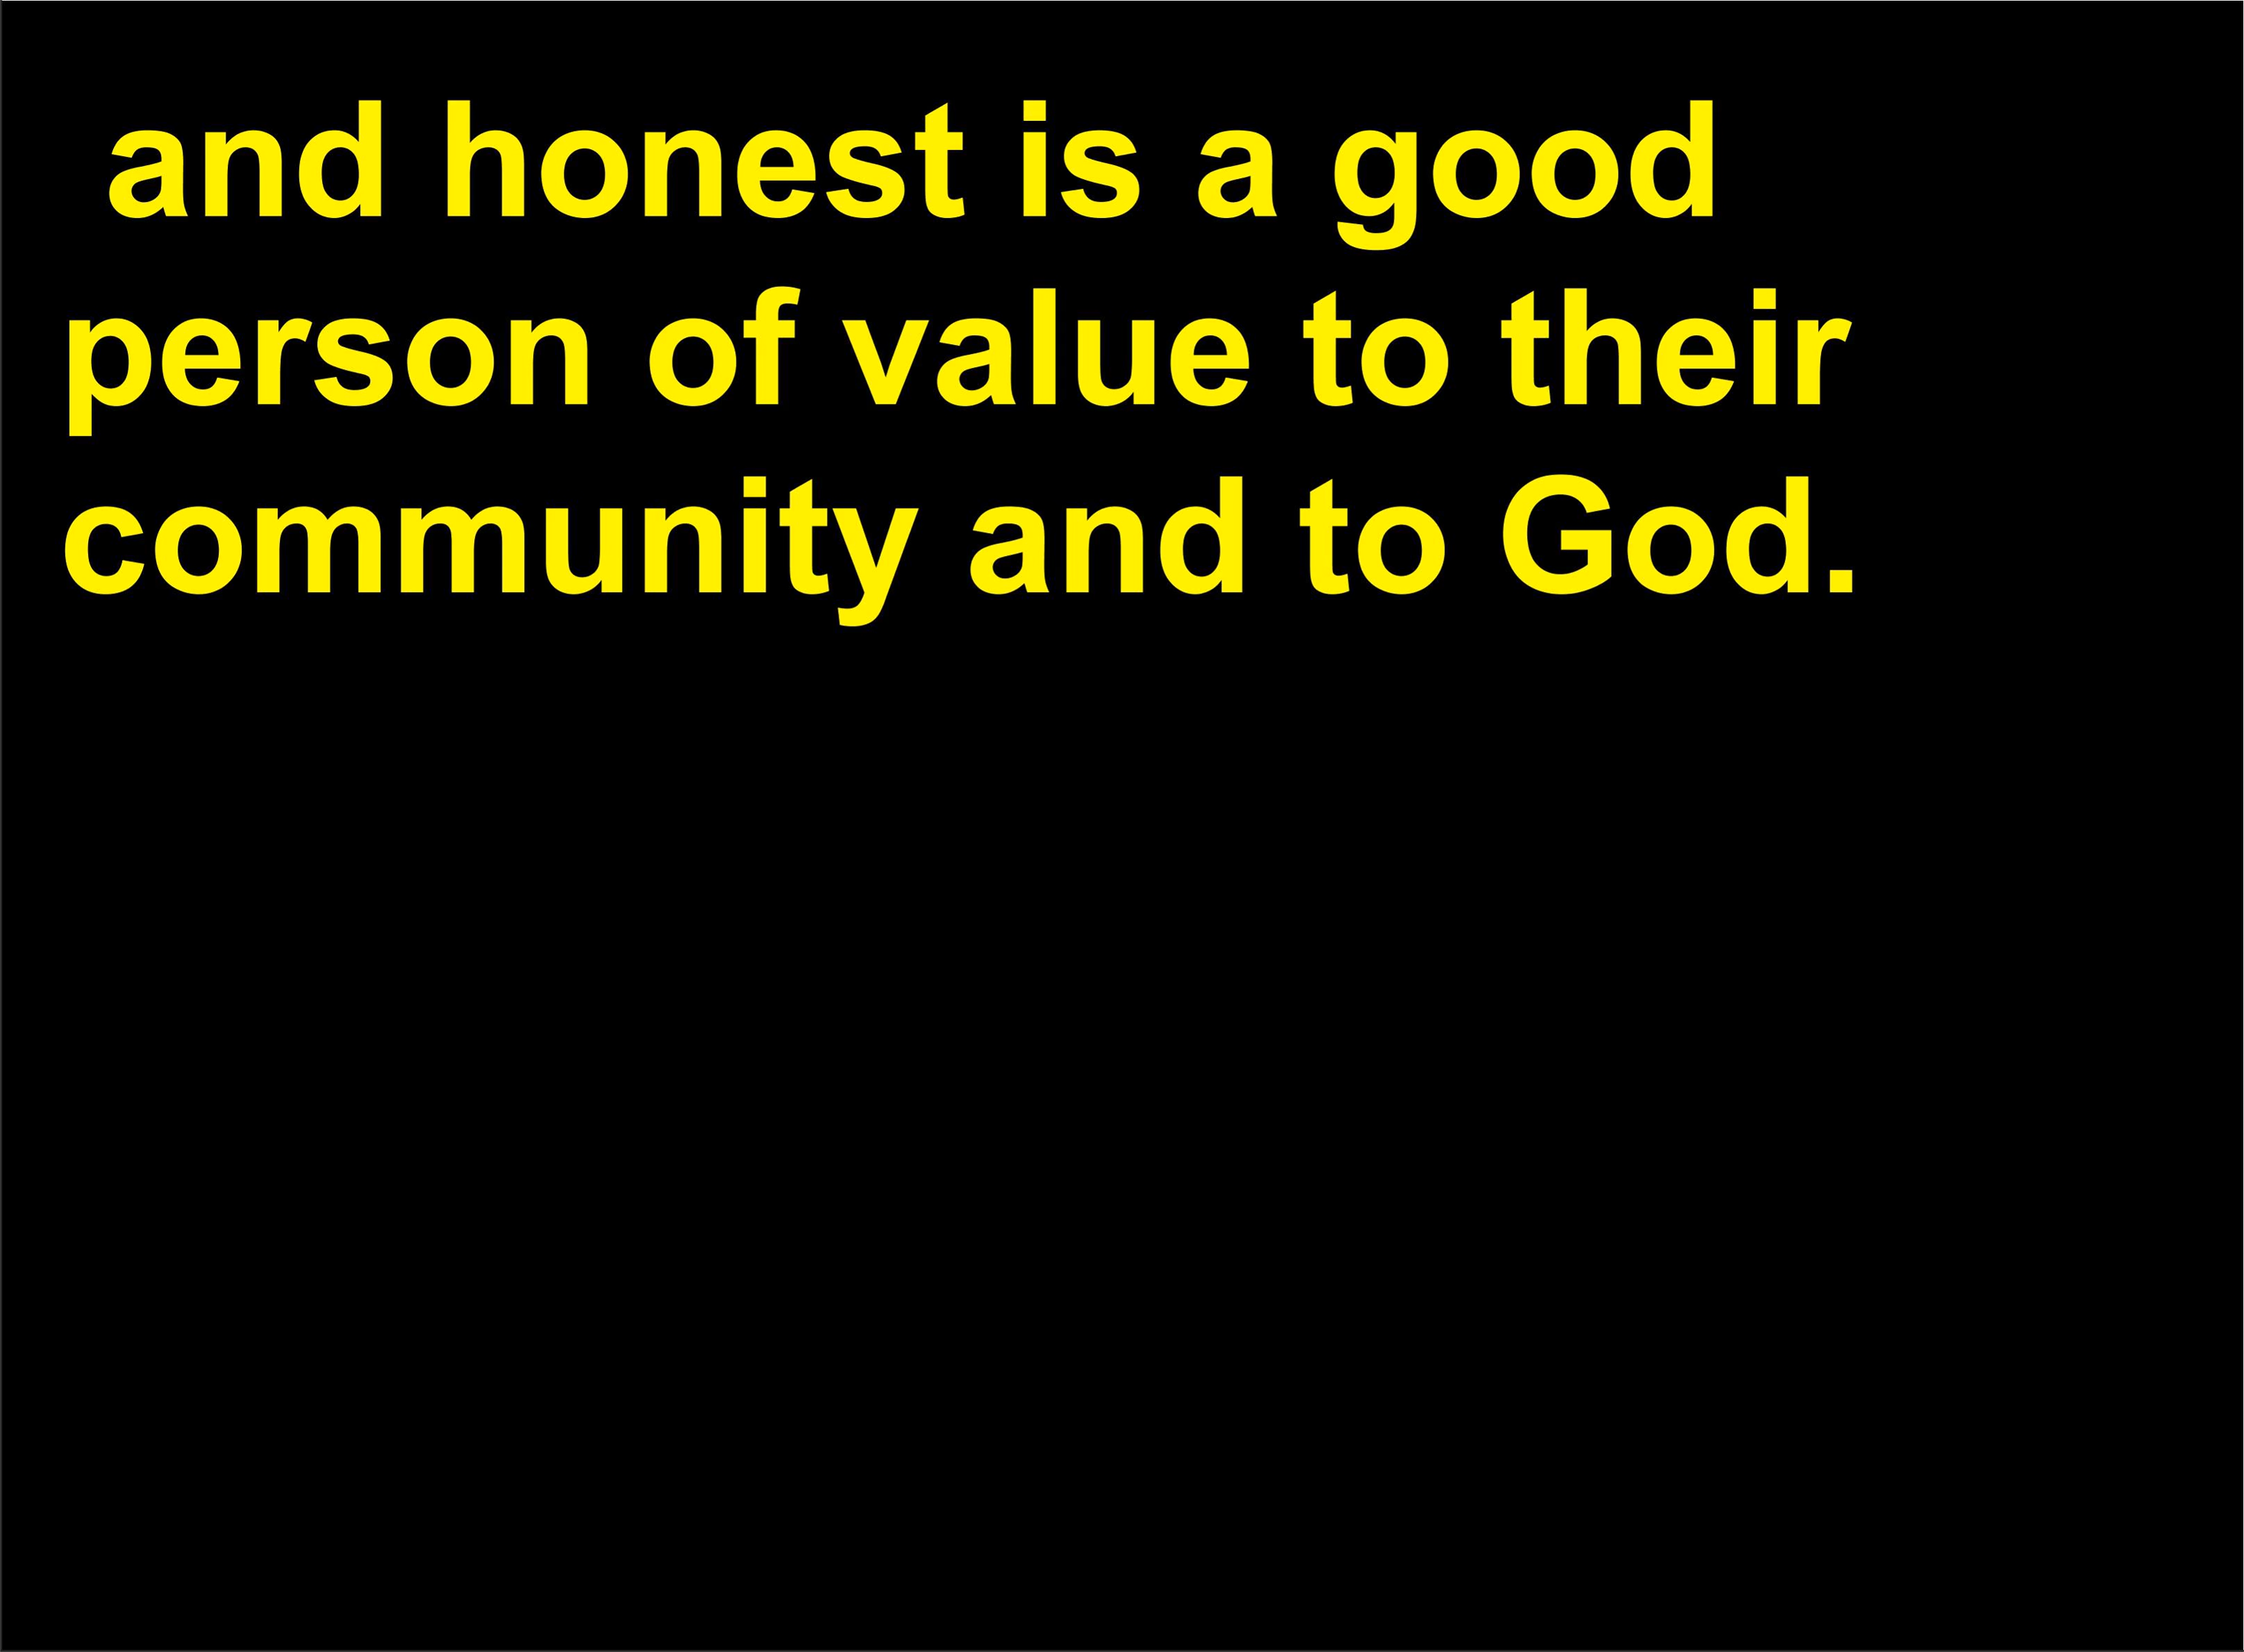 and honest is a good
person of value to their
community and to God.